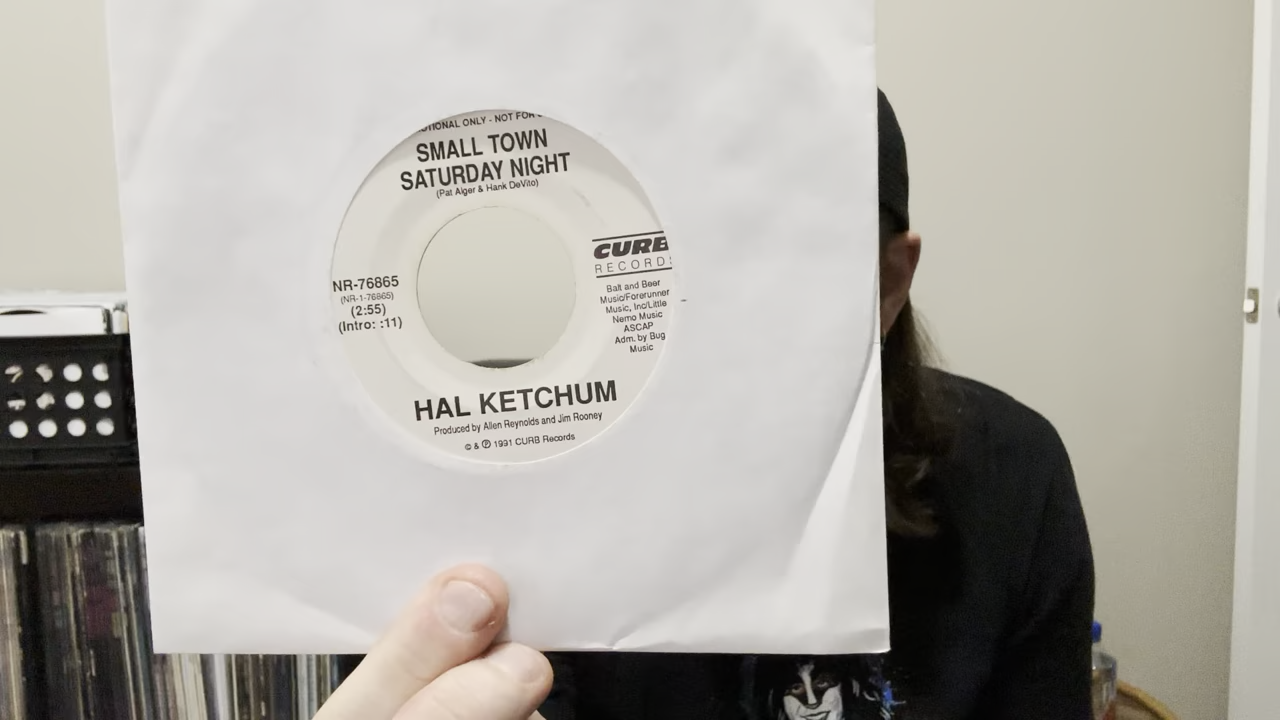 ONLY - NOT FOR
SMALL TOWN
SATURDAY NIGHT
(Pat Alger & Hank DeVito)
NR-76865
(NR-1-76865)
(2:55)
(Intro: :11)
CURB
RECORDS
Bait and Beer
Music/Forerunner
Music, Inc/Little
Nemo Music
ASCAP
Adm. by Bug
Music
HAL KETCHUM
Produced by Allen Reynolds and Jim Rooney
© & ℗ 1991 CURB Records